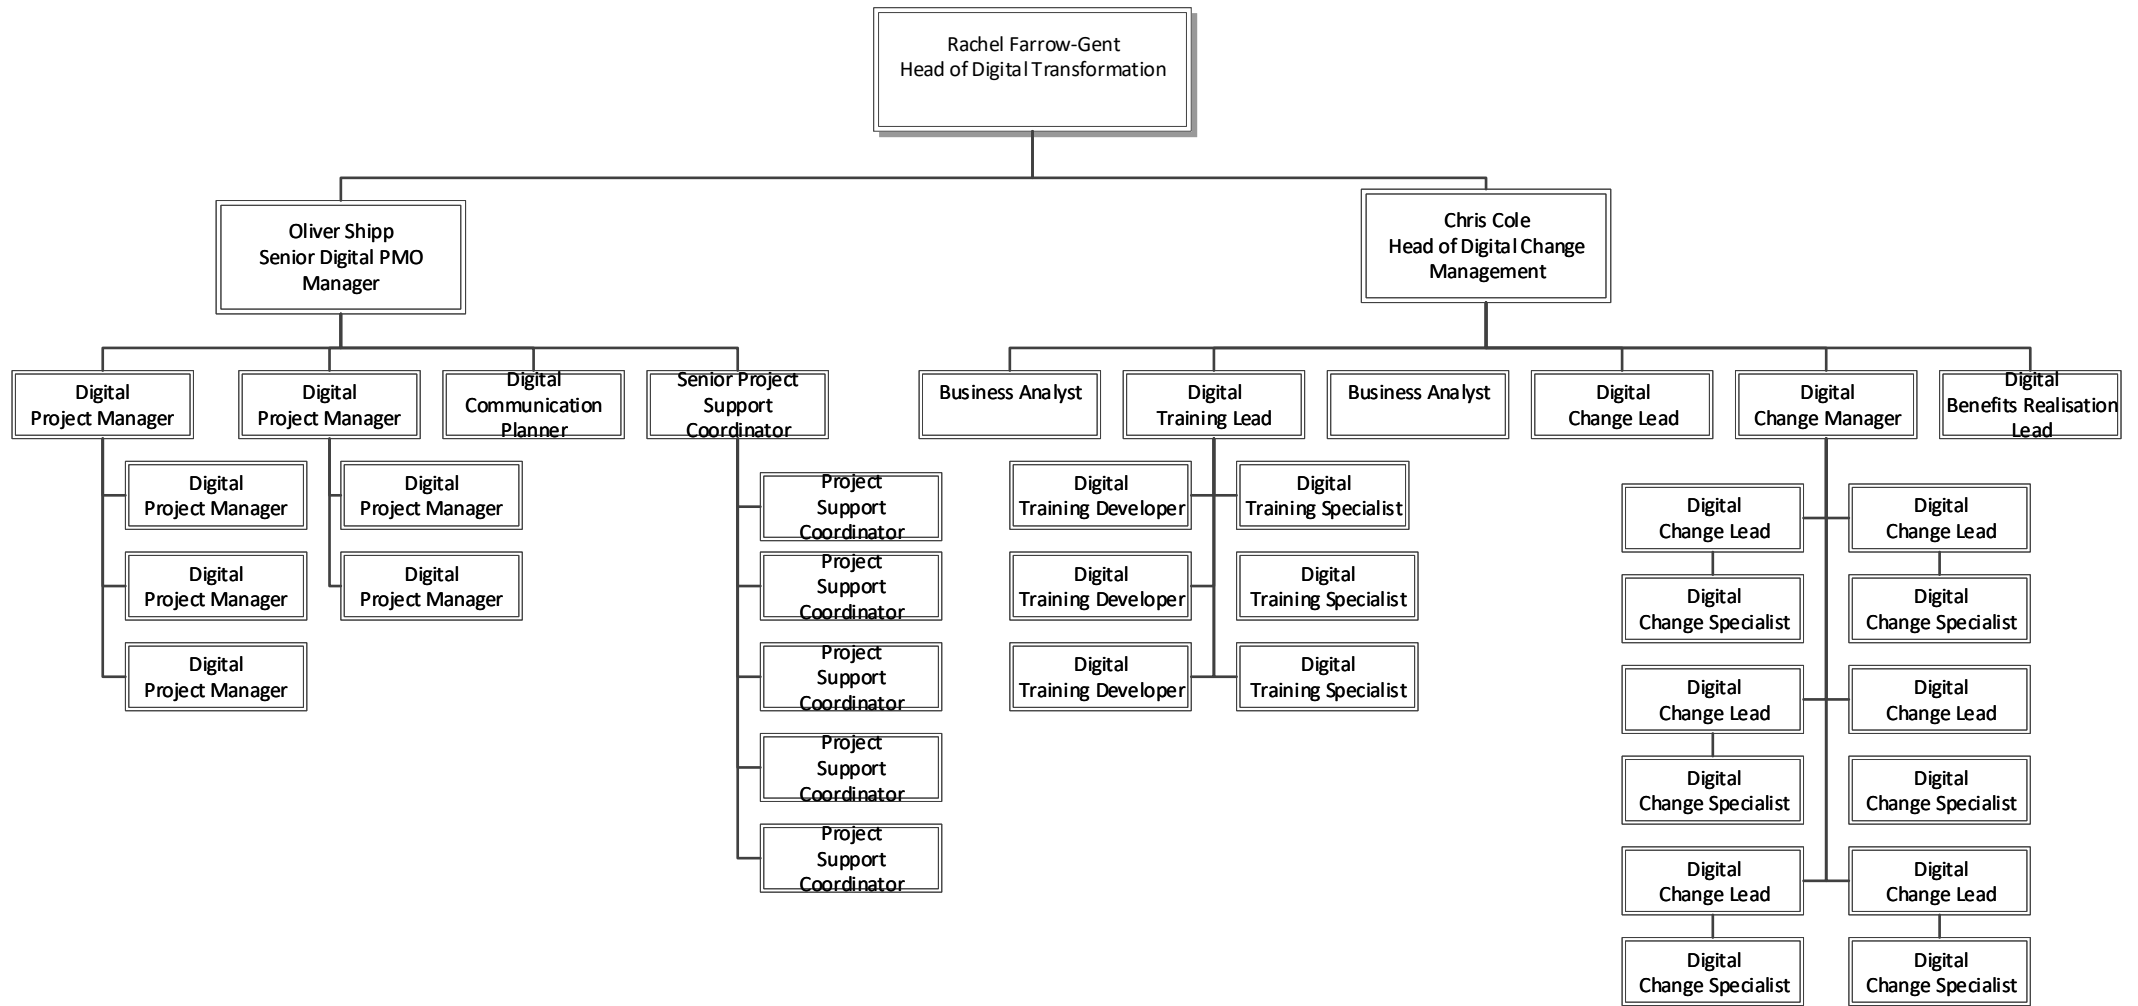 Rachel Farrow-Gent
Head of Digital Transformation
Oliver Shipp
Senior Digital PMO
Manager
Chris Cole
Head of Digital Change
Management
Digital
Project Manager
Digital
Project Manager
Digital
Communication
Planner
Senior Project
Support
Coordinator
Business Analyst
Digital
Training Lead
Business Analyst
Digital
Change Lead
Digital
Change Manager
Digital
Benefits Realisation
Lead
Digital
Project Manager
Digital
Project Manager
Digital
Project Manager
Digital
Project Manager
Digital
Project Manager
Project
Support
Coordinator
Project
Support
Coordinator
Project
Support
Coordinator
Project
Support
Coordinator
Project
Support
Coordinator
Digital
Training Developer
Digital
Training Specialist
Digital
Training Developer
Digital
Training Specialist
Digital
Training Developer
Digital
Training Specialist
Digital
Change Lead
Digital
Change Lead
Digital
Change Specialist
Digital
Change Specialist
Digital
Change Lead
Digital
Change Lead
Digital
Change Specialist
Digital
Change Specialist
Digital
Change Lead
Digital
Change Lead
Digital
Change Specialist
Digital
Change Specialist